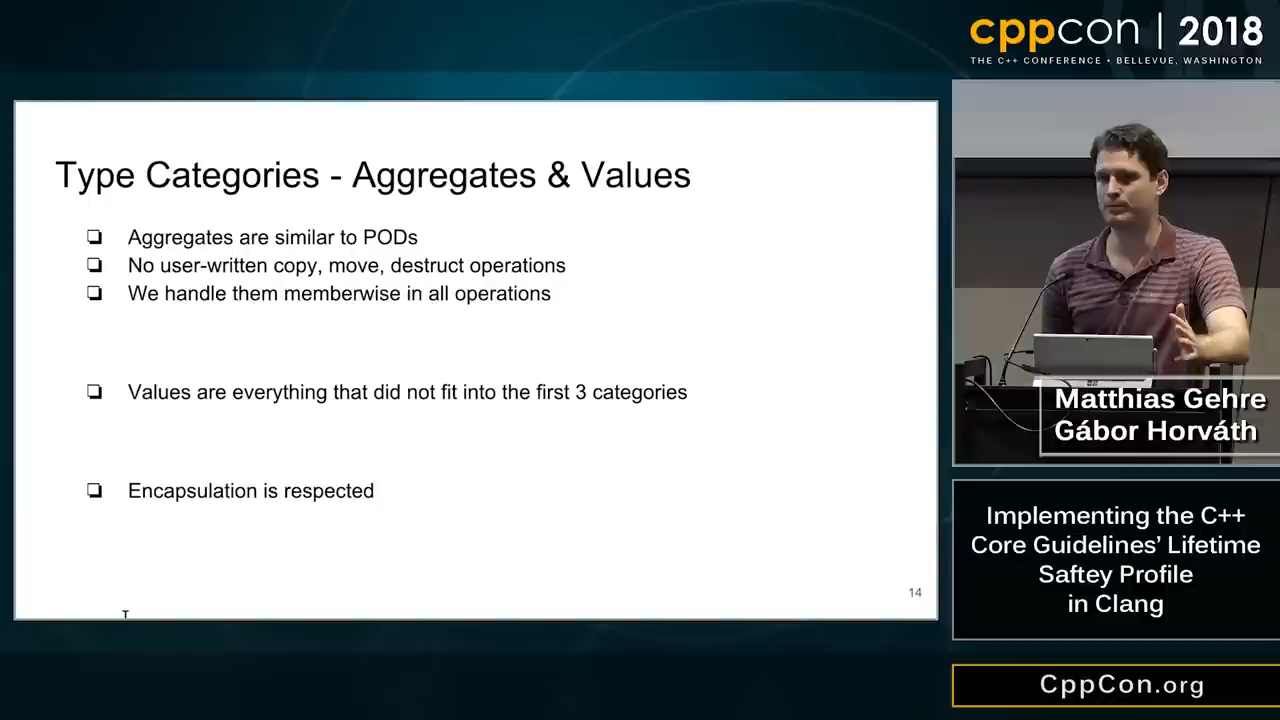 cppcon | 2018
THE C++ CONFERENCE • BELLEVUE, WASHINGTON
Type Categories - Aggregates & Values
❏ Aggregates are similar to PODs
❏ No user-written copy, move, destruct operations
❏ We handle them memberwise in all operations
❏ Values are everything that did not fit into the first 3 categories
❏ Encapsulation is respected
14
Matthias Gehre
Gábor Horváth
Implementing the C++
Core Guidelines’ Lifetime
Saftey Profile
in Clang
CppCon.org